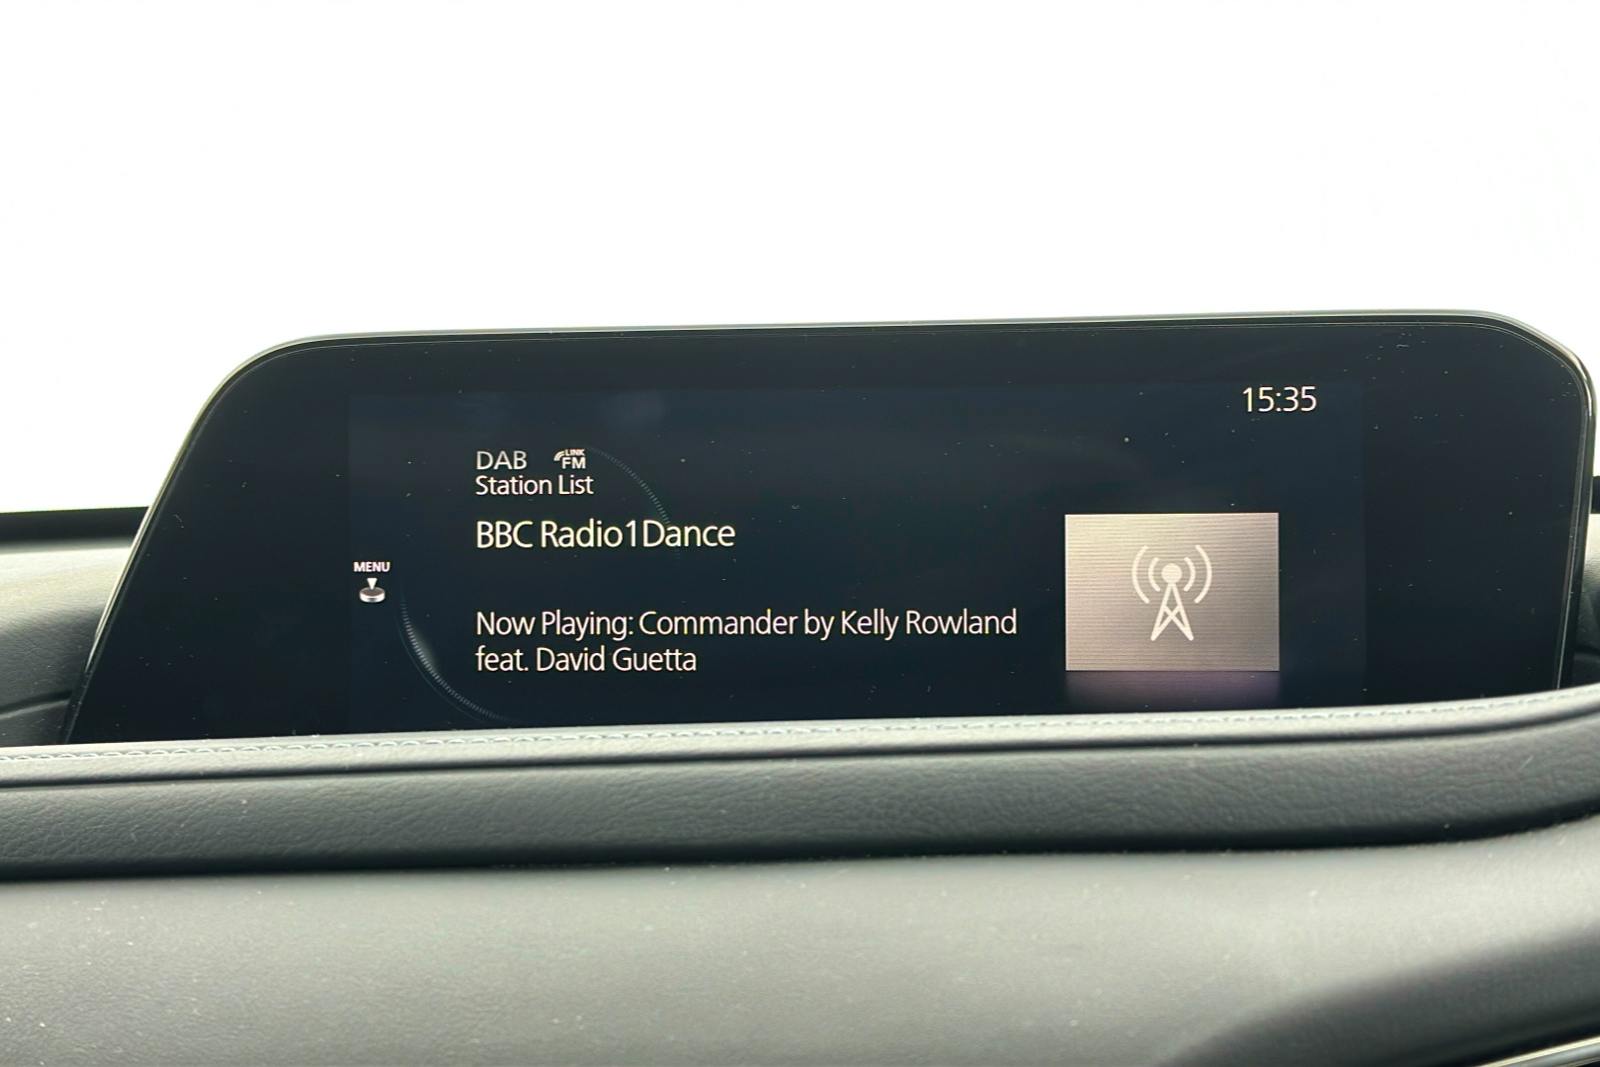 15:35
DAB LINK FM
Station List
BBC Radio1Dance
MENU
Now Playing: Commander by Kelly Rowland
feat. David Guetta